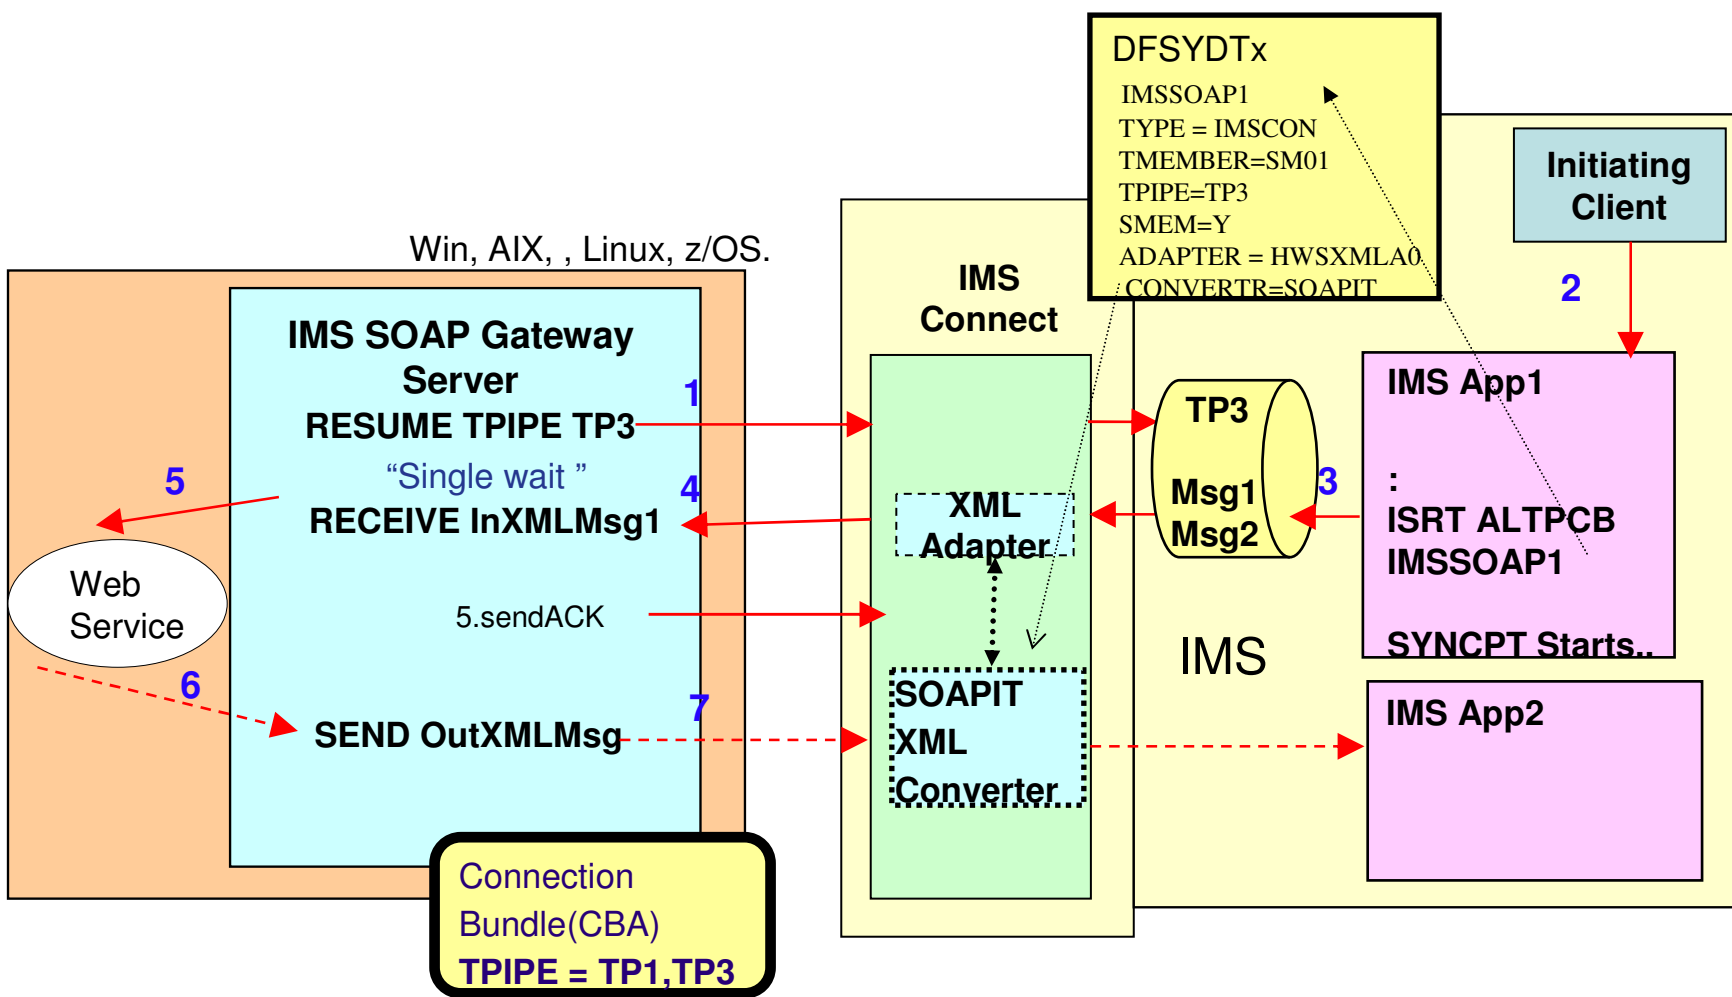 DFSYDTx
IMSSOAP1
TYPE = IMSCON
TMEMBER=SM01
TPIPE=TP3
SMEM=Y
ADAPTER = HWSXMLA0
CONVERTR=SOAPIT
Initiating
Client
2
Win, AIX, , Linux, z/OS.
IMS
Connect
IMS SOAP Gateway
Server
1
RESUME TPIPE TP3
"Single wait "
4
RECEIVE InXMLMsg1
5
Web
Service
5.sendACK
6
7
SEND OutXMLMsg
Connection
Bundle(CBA)
TPIPE = TP1,TP3
XML
Adapter
SOAPIT
XML
Converter
TP3
Msg1
Msg2
3
IMS
IMS App1
:
ISRT ALTPCB
IMSSOAP1
SYNCPT Starts..
IMS App2